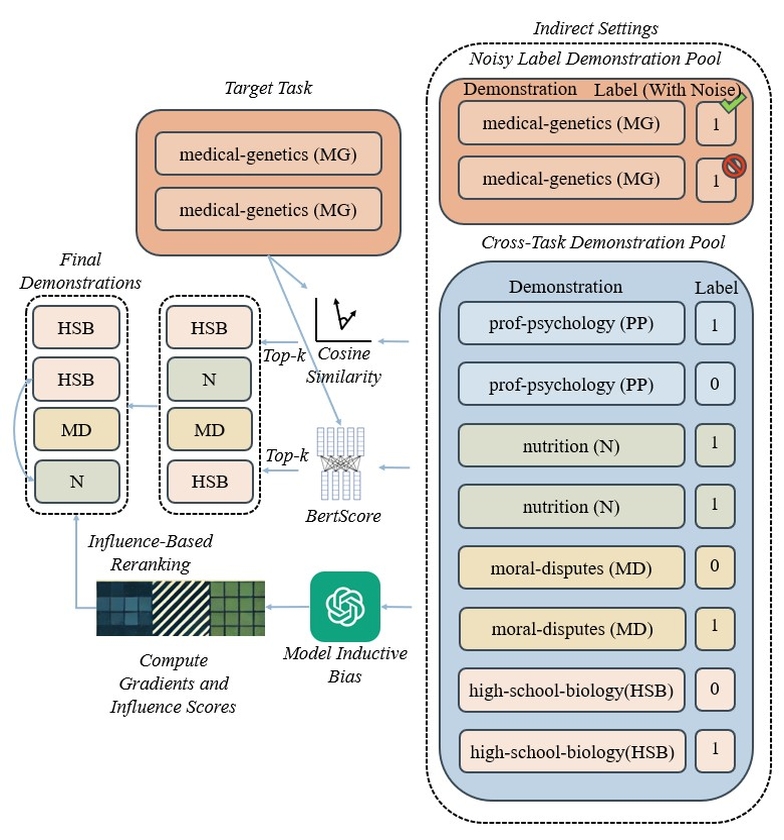 Indirect Settings
Noisy Label Demonstration Pool
Demonstration Label (With Noise)
medical-genetics (MG) 1
medical-genetics (MG) 1
Target Task
medical-genetics (MG)
medical-genetics (MG)
Cross-Task Demonstration Pool
Demonstration Label
prof-psychology (PP) 1
prof-psychology (PP) 0
nutrition (N) 1
nutrition (N) 1
moral-disputes (MD) 0
moral-disputes (MD) 1
high-school-biology(HSB) 0
high-school-biology(HSB) 1
Final
Demonstrations
HSB
HSB
MD
N
HSB
N
MD
HSB
Top-k
Cosine
Similarity
Top-k
BertScore
Influence-Based
Reranking
Model Inductive
Bias
Compute
Gradients and
Influence Scores